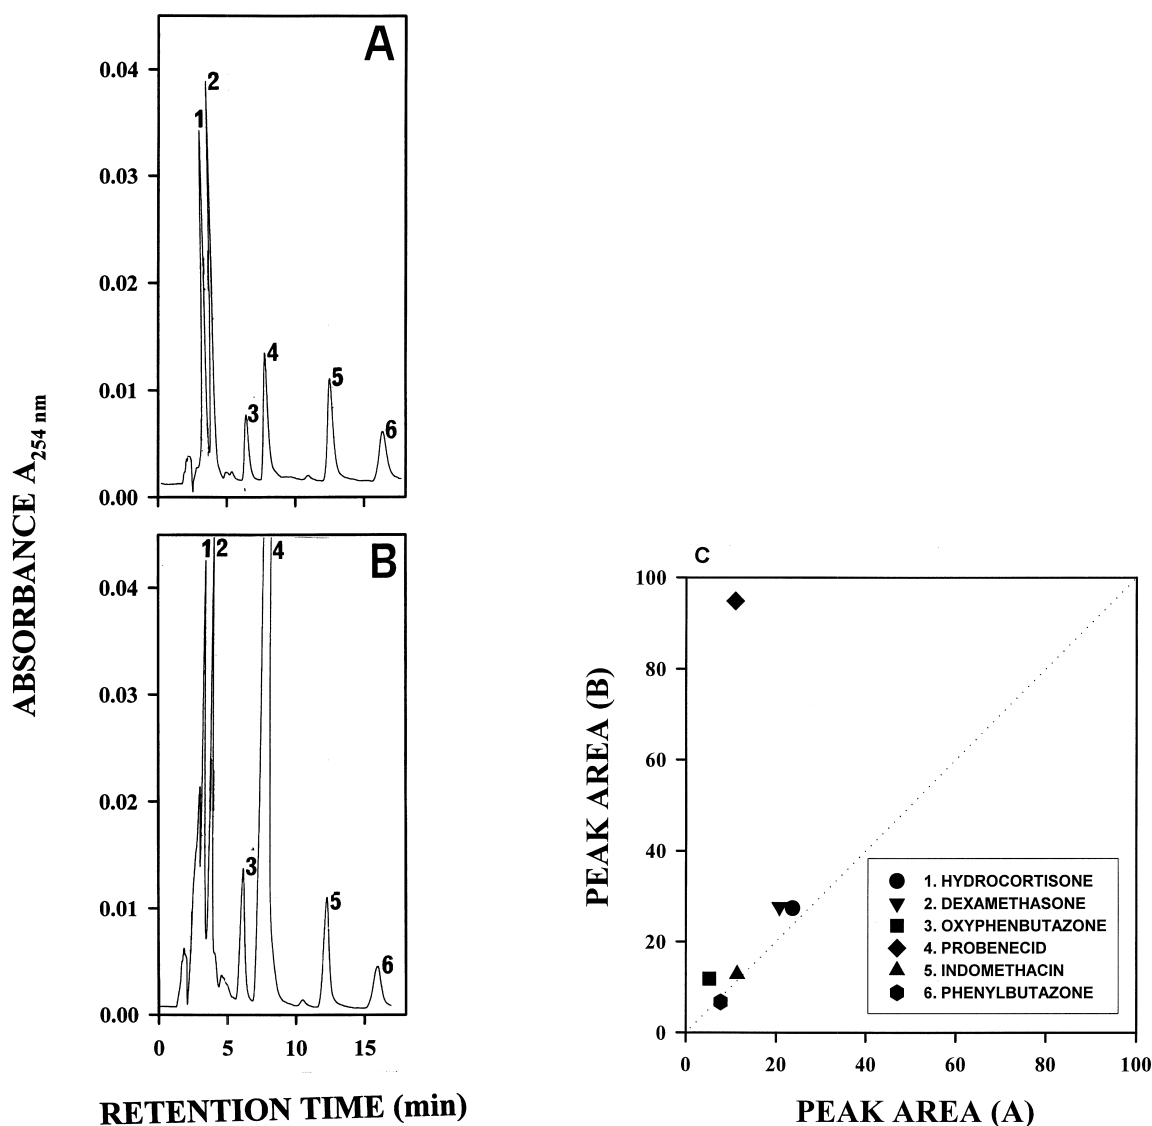 A
0.04
2
1
0.03
0.02
0.01
4
5
3
6
0.00
ABSORBANCE A254 nm
B
1 2
4
0.04
0.03
0.02
0.01
3
5
6
0.00
0 5 10 15
RETENTION TIME (min)
C
100
80
60
40
20
0
PEAK AREA (B)
1. HYDROCORTISONE
2. DEXAMETHASONE
3. OXYPHENBUTAZONE
4. PROBENECID
5. INDOMETHACIN
6. PHENYLBUTAZONE
0 20 40 60 80 100
PEAK AREA (A)